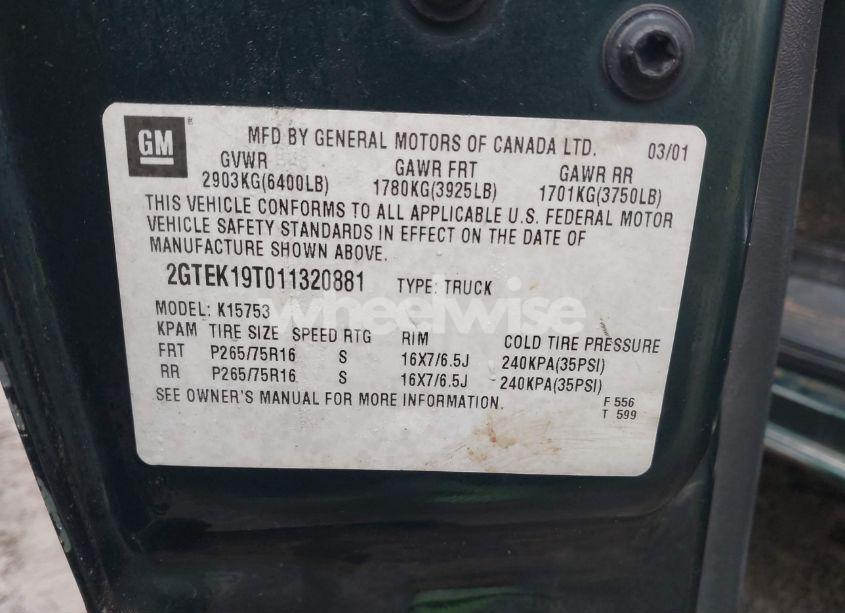 GM
MFD BY GENERAL MOTORS OF CANADA LTD. 03/01
GVWR GAWR FRT GAWR RR
2903KG(6400LB) 1780KG(3925LB) 1701KG(3750LB)
THIS VEHICLE CONFORMS TO ALL APPLICABLE U.S. FEDERAL MOTOR
VEHICLE SAFETY STANDARDS IN EFFECT ON THE DATE OF
MANUFACTURE SHOWN ABOVE.
2GTEK19T011320881 TYPE: TRUCK
wheelwise
MODEL: K15753
KPAM TIRE SIZE SPEED RTG RIM COLD TIRE PRESSURE
FRT P265/75R16 S 16X7/6.5J 240KPA(35PSI)
RR P265/75R16 S 16X7/6.5J 240KPA(35PSI)
SEE OWNER'S MANUAL FOR MORE INFORMATION.
F 556
T 599